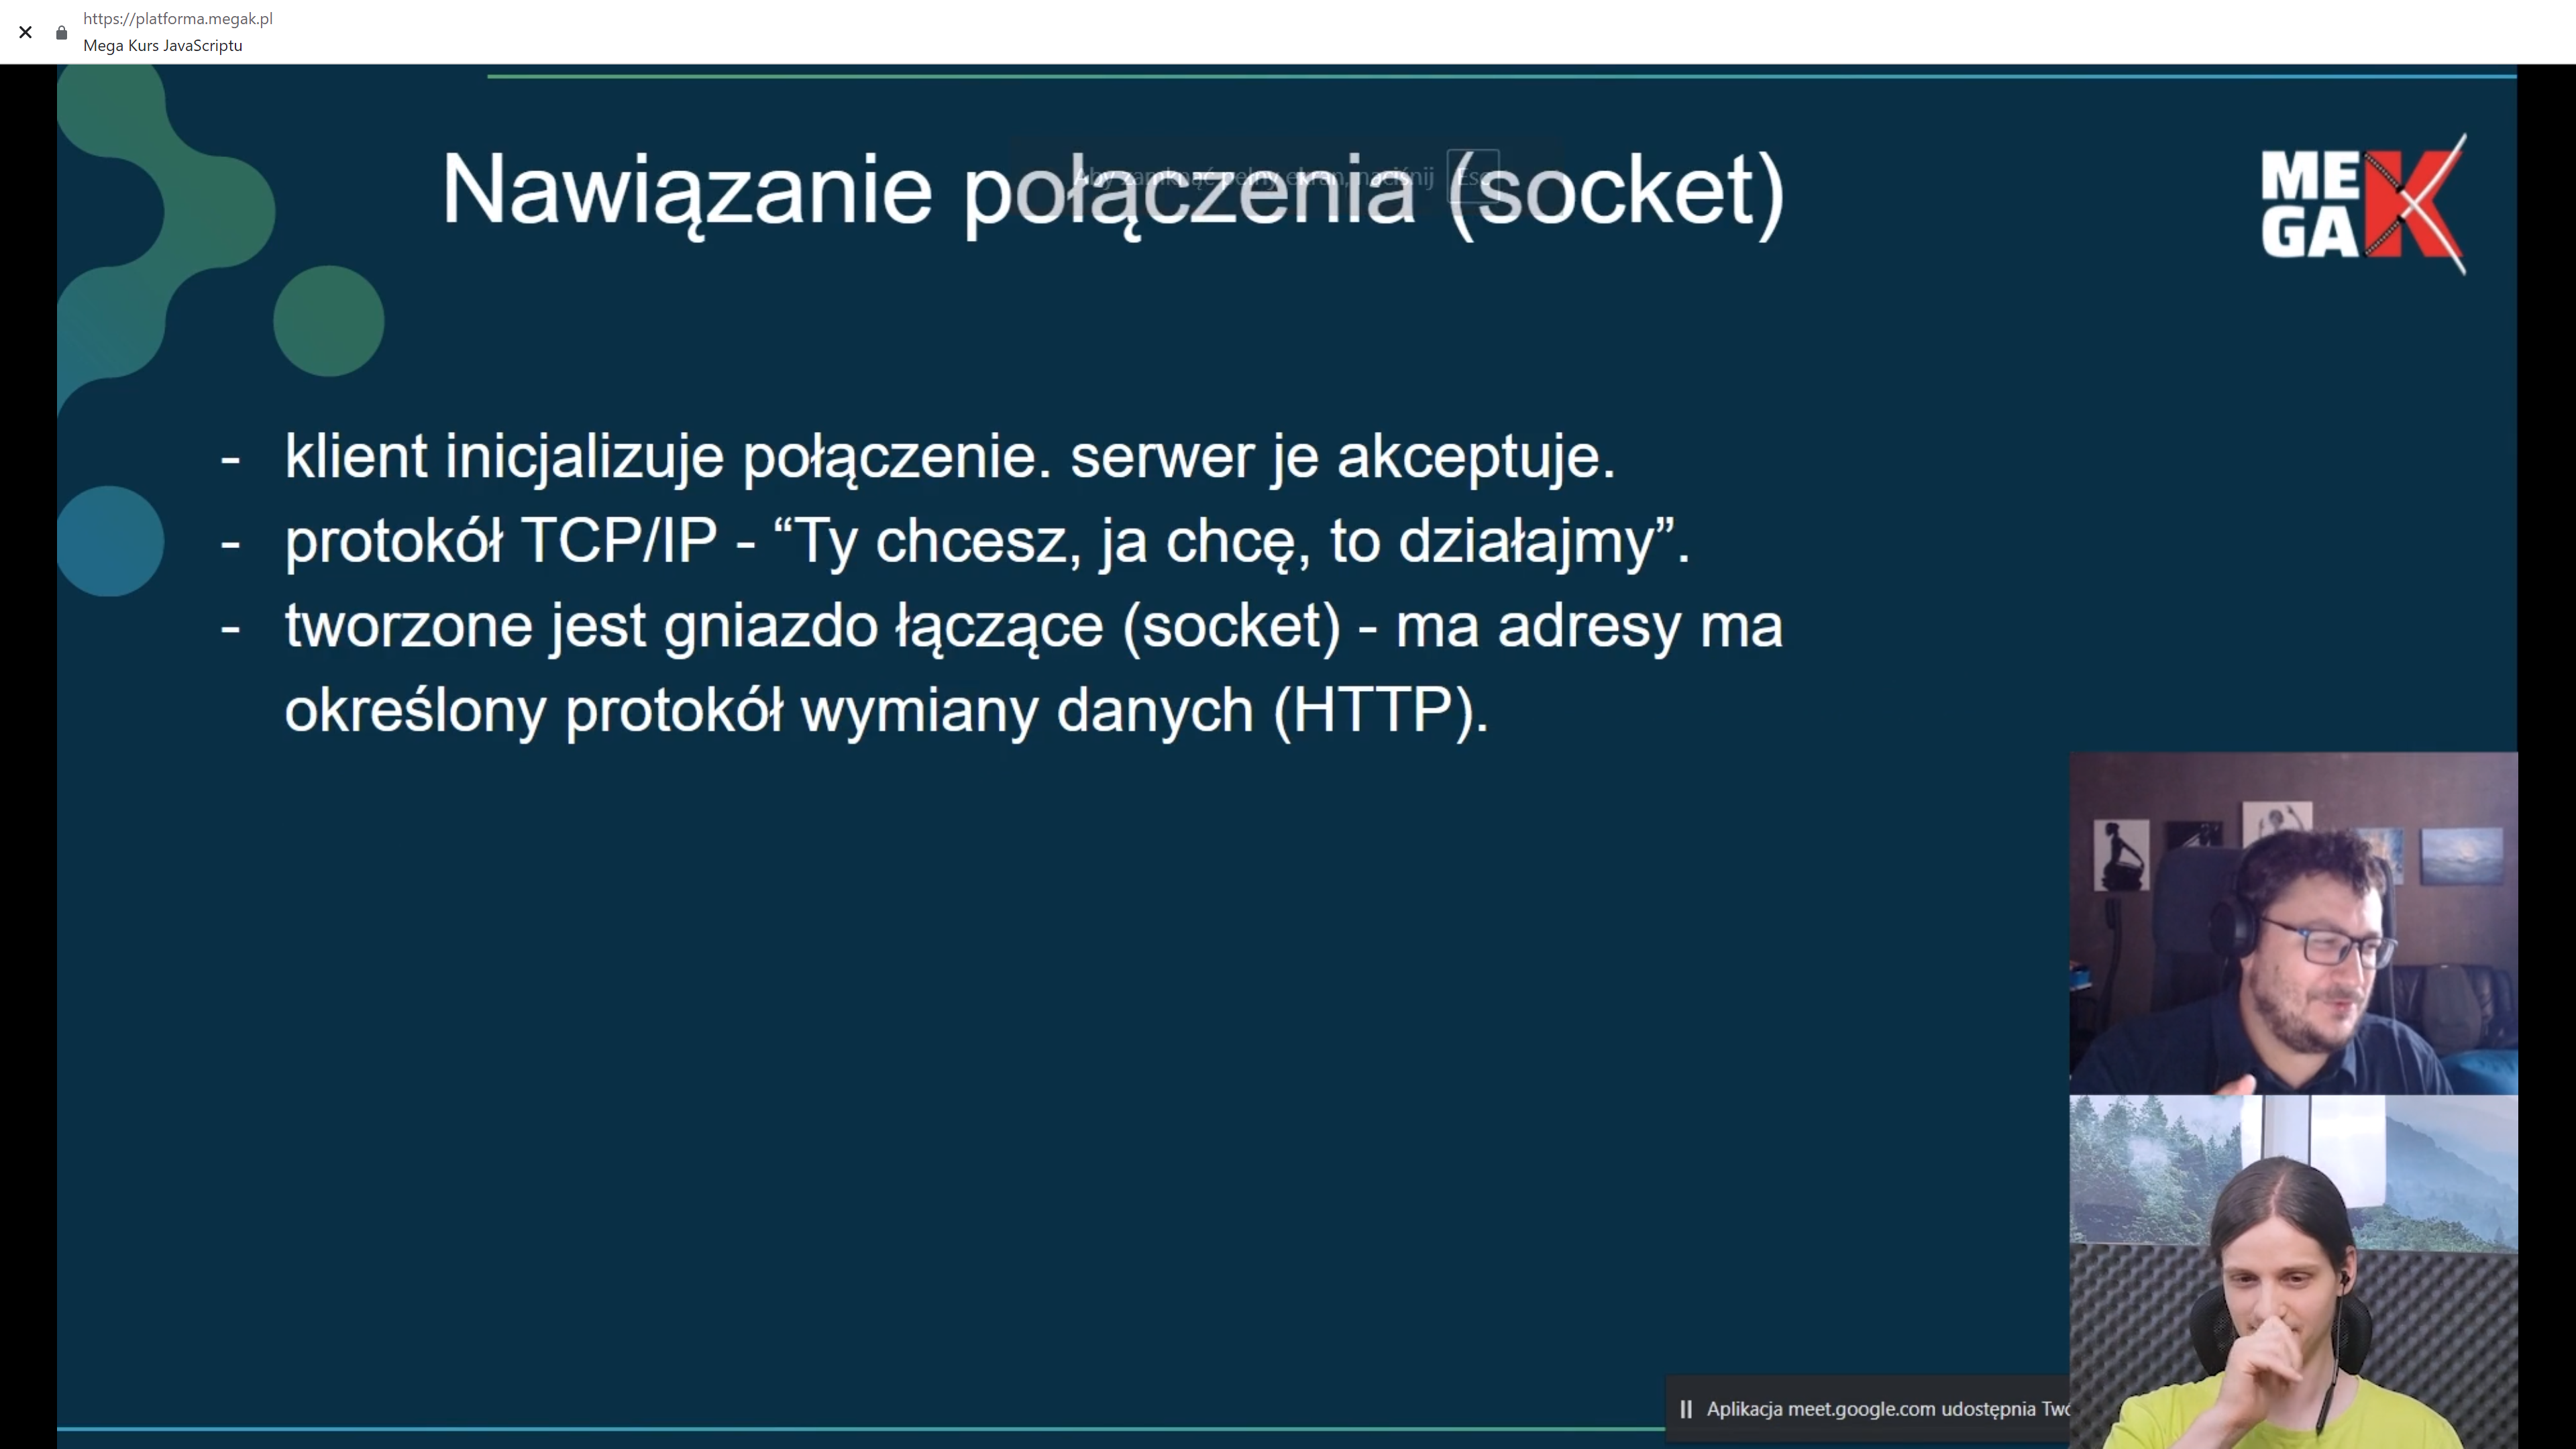 https://platforma.megak.pl
Mega Kurs JavaScriptu
Nawiązanie połączenia (socket)
Aby zamknąć pełny ekran, naciśnij Esc
MEGA K
- klient inicjalizuje połączenie. serwer je akceptuje.
- protokół TCP/IP - “Ty chcesz, ja chcę, to działajmy”.
- tworzone jest gniazdo łączące (socket) - ma adresy ma
określony protokół wymiany danych (HTTP).
Aplikacja meet.google.com udostępnia